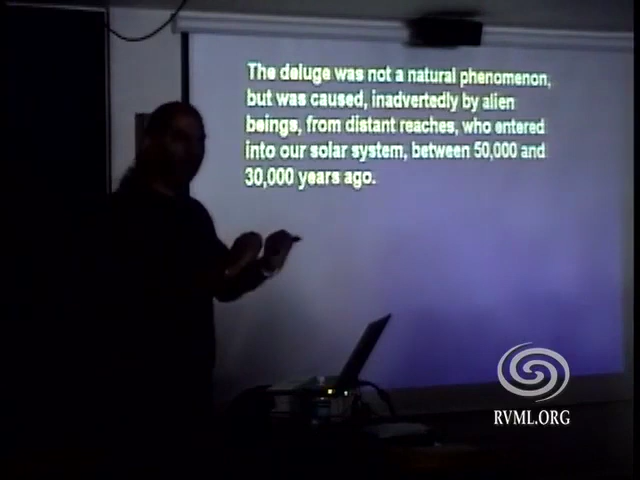 The deluge was not a natural phenomenon,
but was caused, inadvertedly by alien
beings, from distant reaches, who entered
into our solar system, between 50,000 and
30,000 years ago.
RVML.ORG